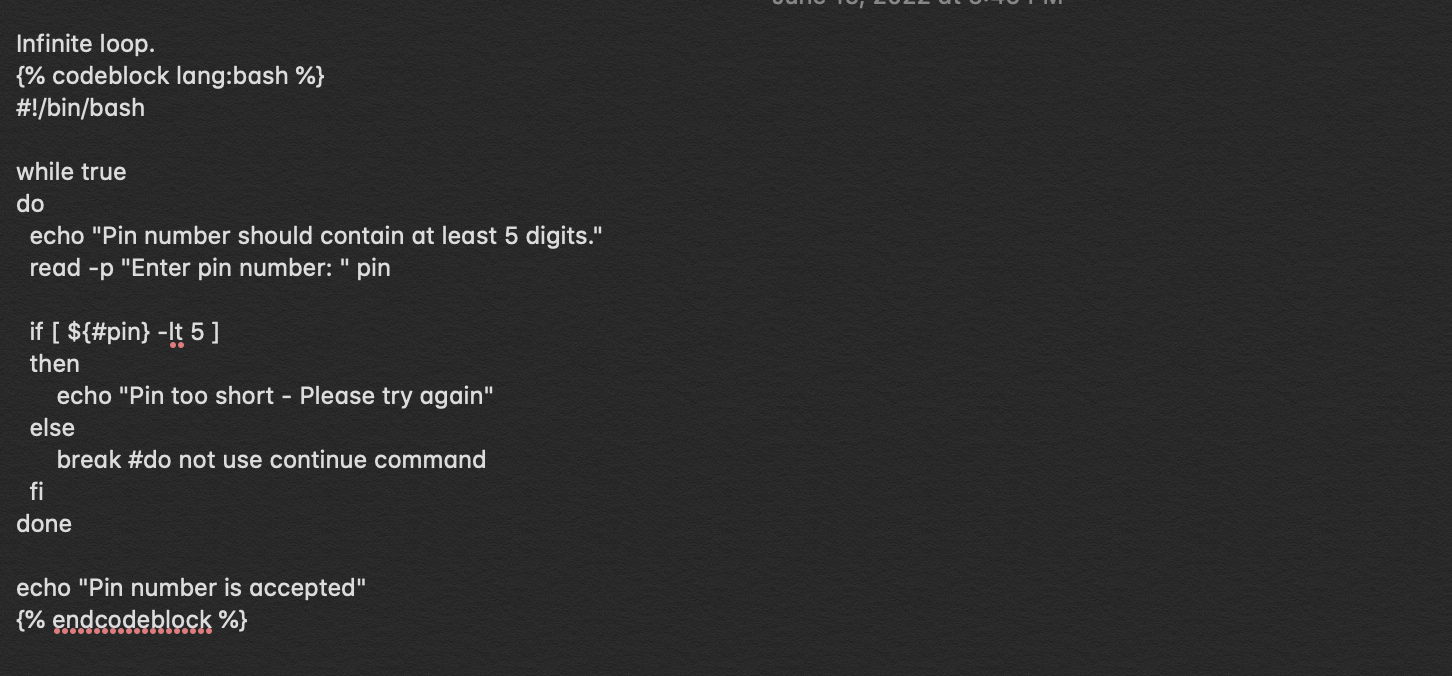 Infinite loop.
{% codeblock lang:bash %}
#!/bin/bash

while true
do
  echo "Pin number should contain at least 5 digits."
  read -p "Enter pin number: " pin

  if [ ${#pin} -lt 5 ]
  then
      echo "Pin too short - Please try again"
  else
      break #do not use continue command
  fi
done

echo "Pin number is accepted"
{% endcodeblock %}